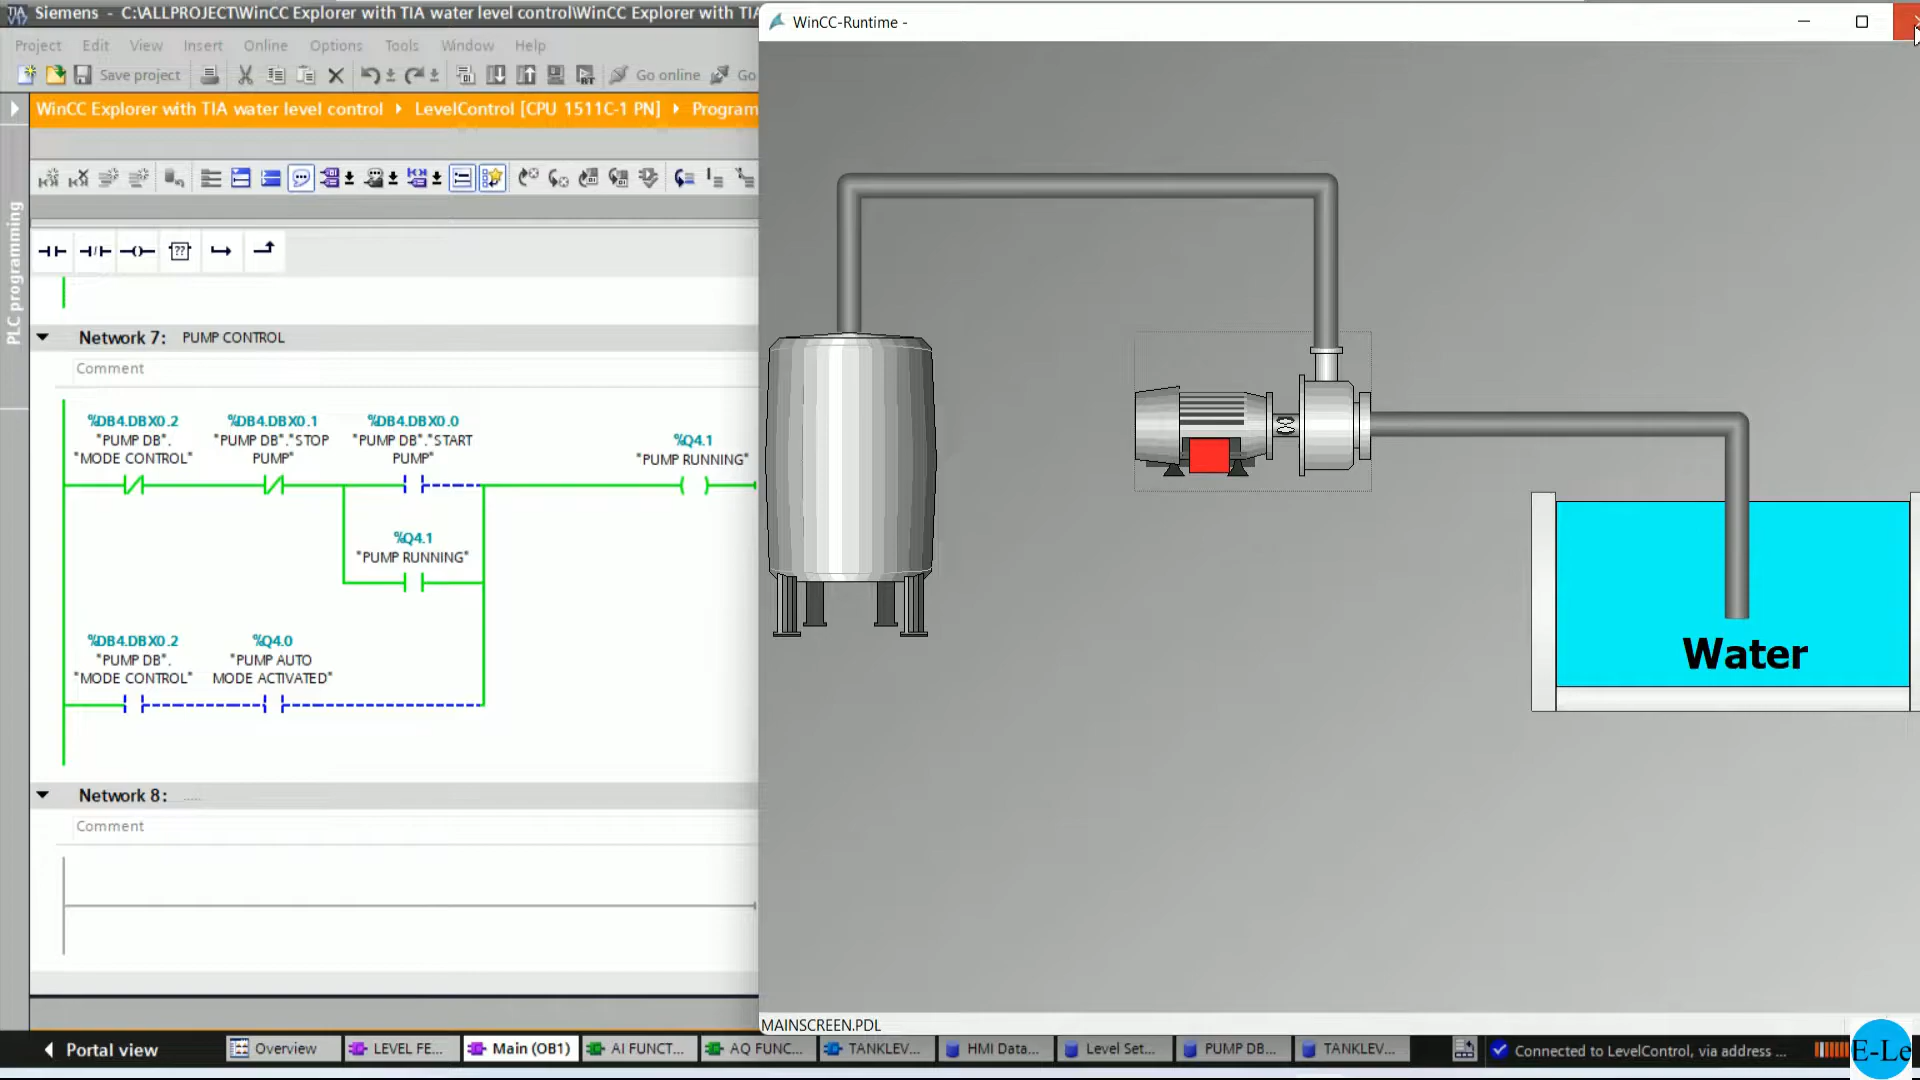 Siemens - C:\ALLPROJECT\WinCC Explorer with TIA water level control\WinCC Explorer with TIA
WinCC-Runtime -
Project Edit View Insert Online Options Tools Window Help
Save project Go online Go
WinCC Explorer with TIA water level control LevelControl [CPU 1511C-1 PN] Program
PLC programming
??
Network 7: PUMP CONTROL
Comment
%DB4.DBX0.2 %DB4.DBX0.1 %DB4.DBX0.0 %Q4.1
"PUMP DB". "PUMP DB"."STOP "PUMP DB"."START "PUMP RUNNING"
"MODE CONTROL" PUMP" PUMP"
%Q4.1
"PUMP RUNNING"
%DB4.DBX0.2 %Q4.0
"PUMP DB". "PUMP AUTO
"MODE CONTROL" MODE ACTIVATED"
Water
Network 8: .....
Comment
MAINSCREEN.PDL
Portal view Overview LEVEL FE... Main (OB1) AI FUNCT... AQ FUNC... TANKLEV... HMI Data... Level Set... PUMP DB... TANKLEV... Connected to LevelControl, via address ...
E-Le